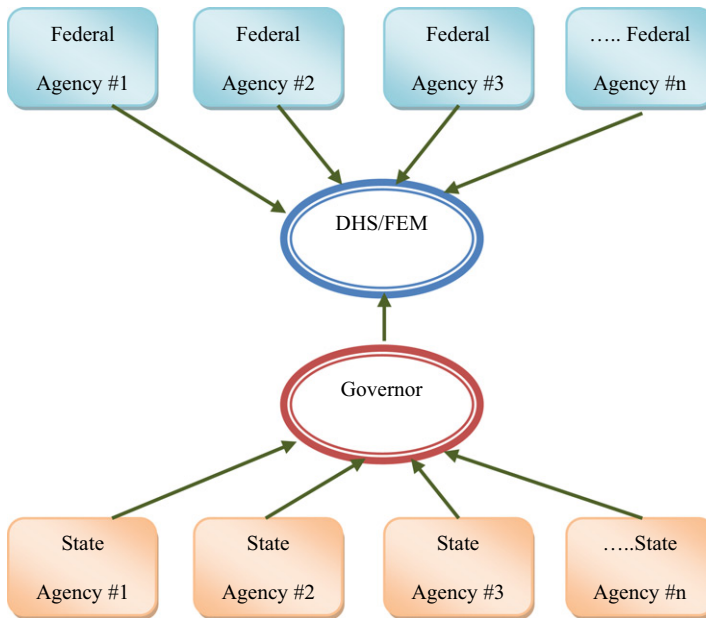 Federal
Agency #1
Federal
Agency #2
Federal
Agency #3
….. Federal
Agency #n
DHS/FEM
Governor
State
Agency #1
State
Agency #2
State
Agency #3
…..State
Agency #n